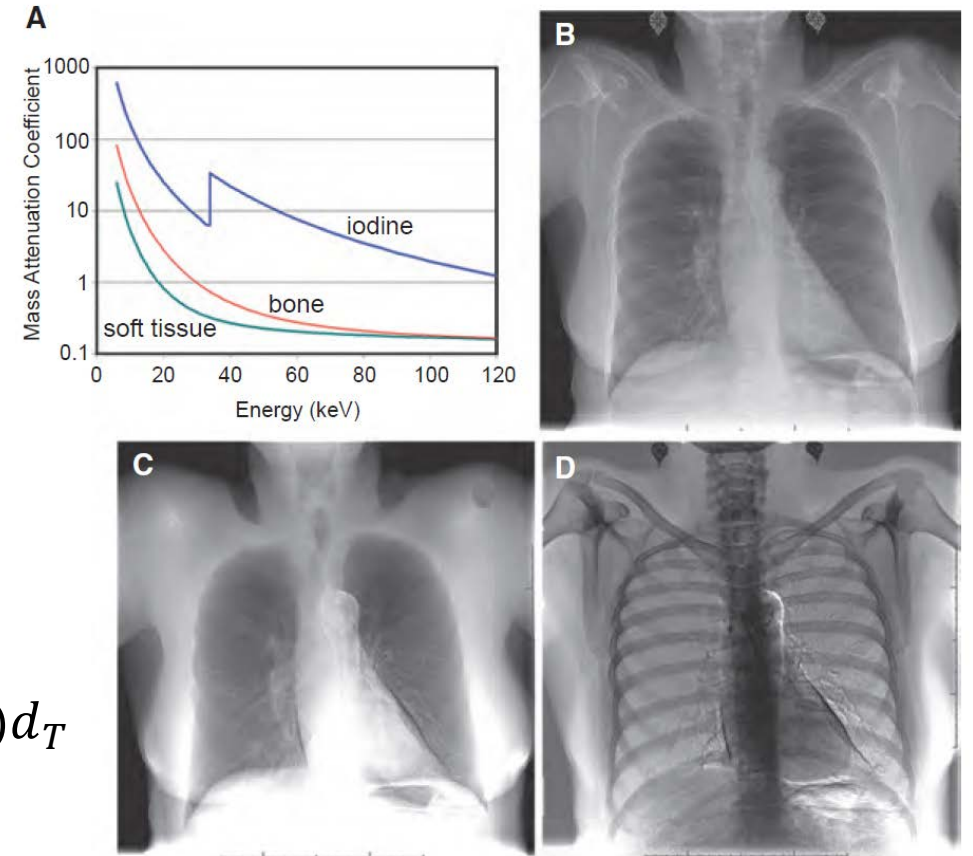 A
B
1000
100
10
1
0.1
Mass Attenuation Coefficient
iodine
bone
soft tissue
0 20 40 60 80 100 120
Energy (keV)
C
D
)d_T